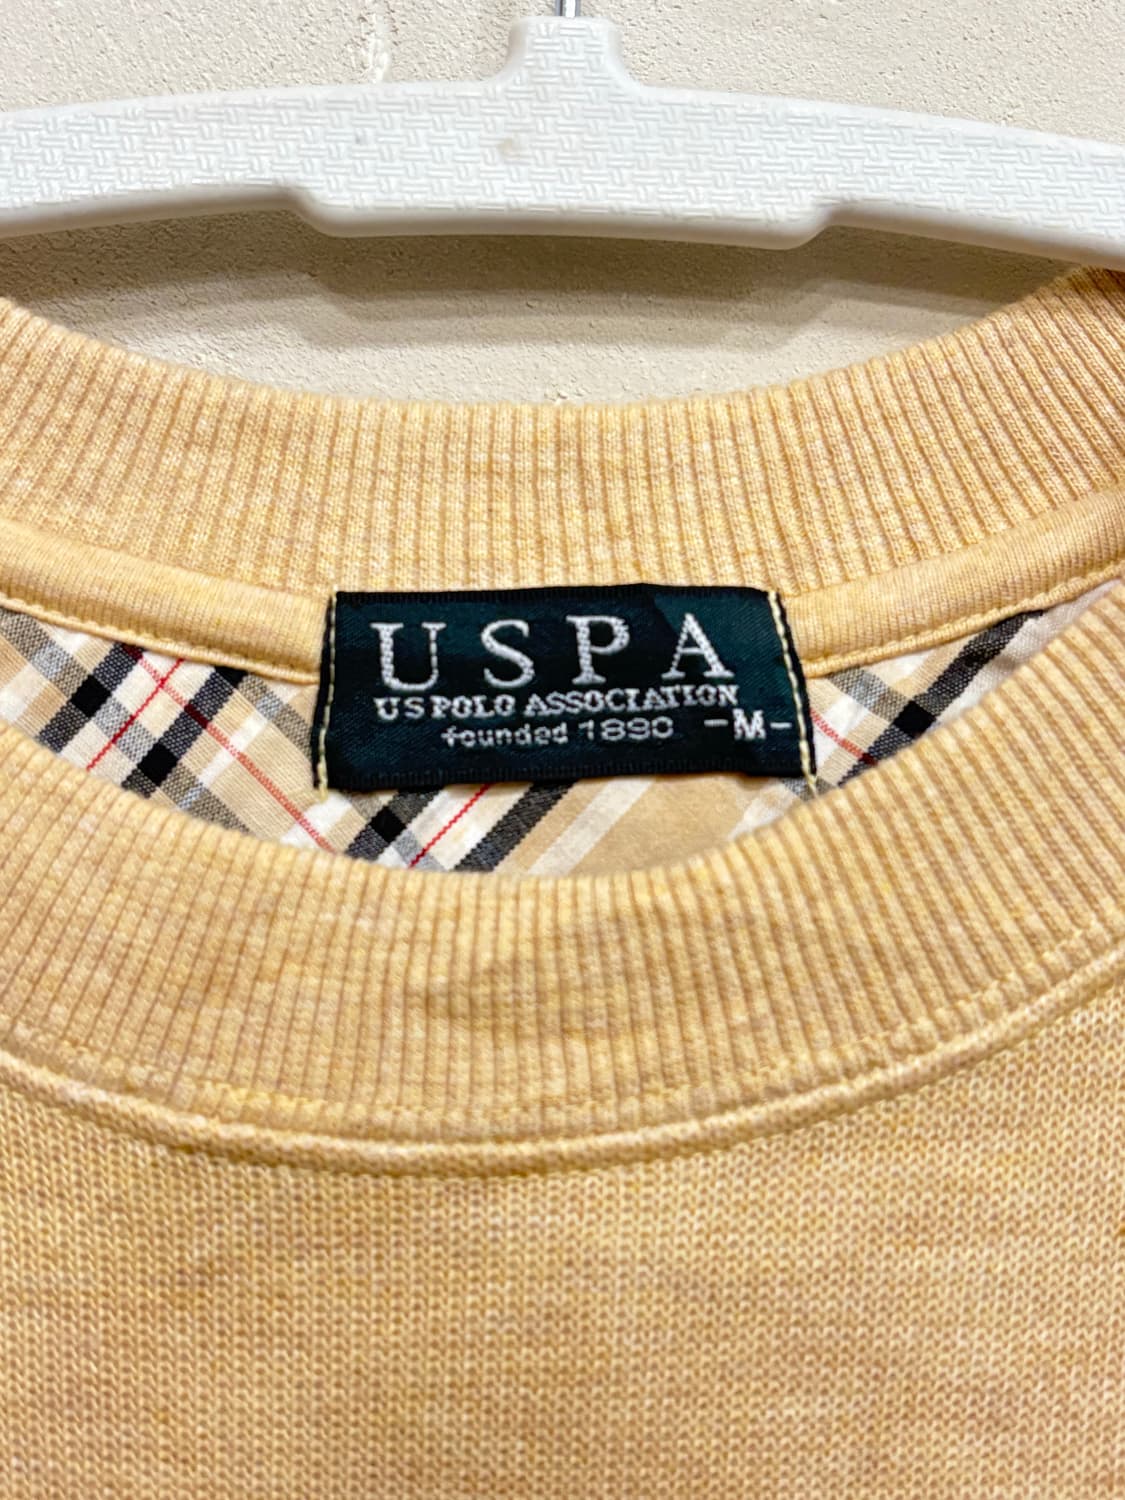 USPA
US POLO ASSOCIATION
founded 1890 -M-